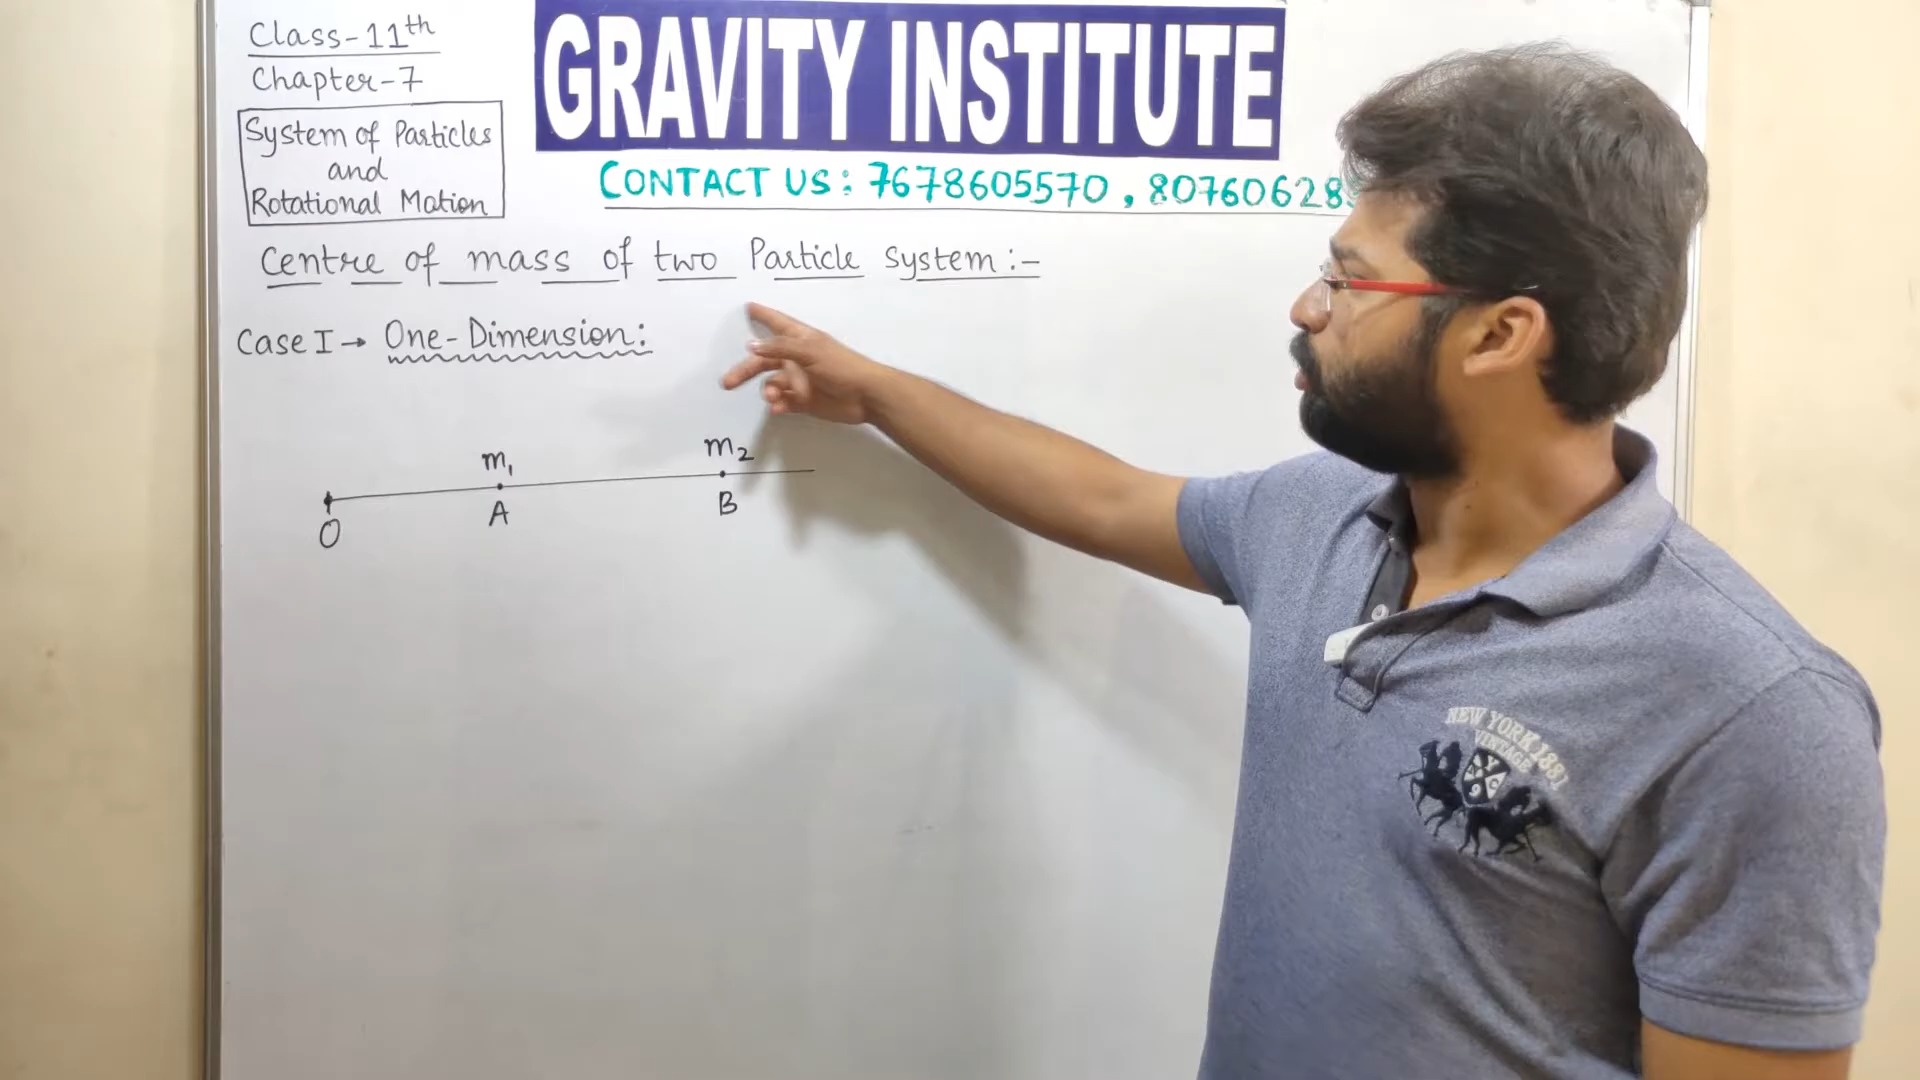 Class-11th
Chapter-7
System of Particles
and
Rotational Motion
GRAVITY INSTITUTE
CONTACT US: 7678605570, 80760628
Centre of mass of two Particle System:-
Case I → One-Dimension:
m1 m2
O A B
NEW YORK 1881
VINTAGE